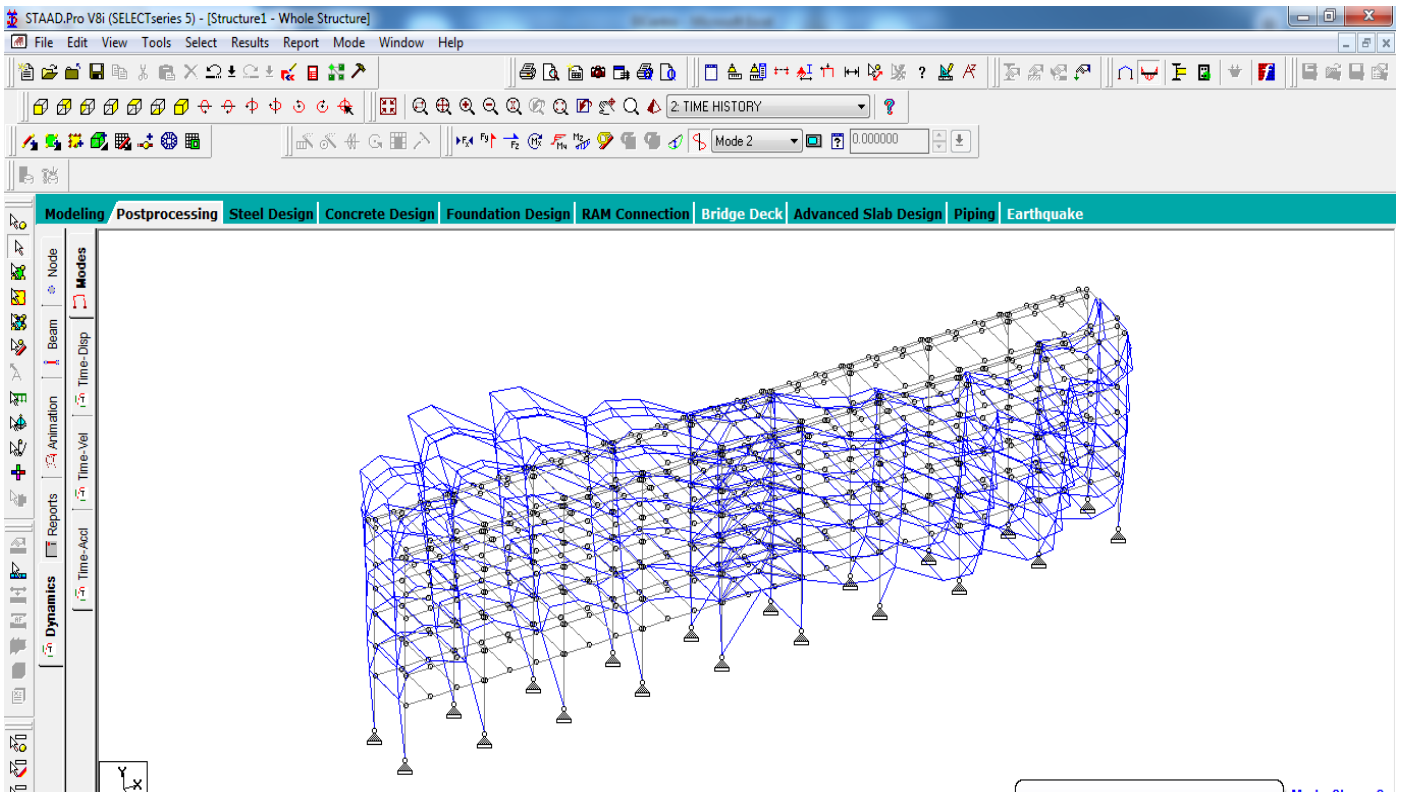 STAAD.Pro V8i (SELECTseries 5) - [Structure1 - Whole Structure]
File Edit View Tools Select Results Report Mode Window Help
2: TIME HISTORY
Mode 2
0.000000
Modeling Postprocessing Steel Design Concrete Design Foundation Design RAM Connection Bridge Deck Advanced Slab Design Piping Earthquake
Node
Beam
Animation
Reports
Dynamics
Modes
Time-Disp
Time-Vel
Time-Accl
Y
X